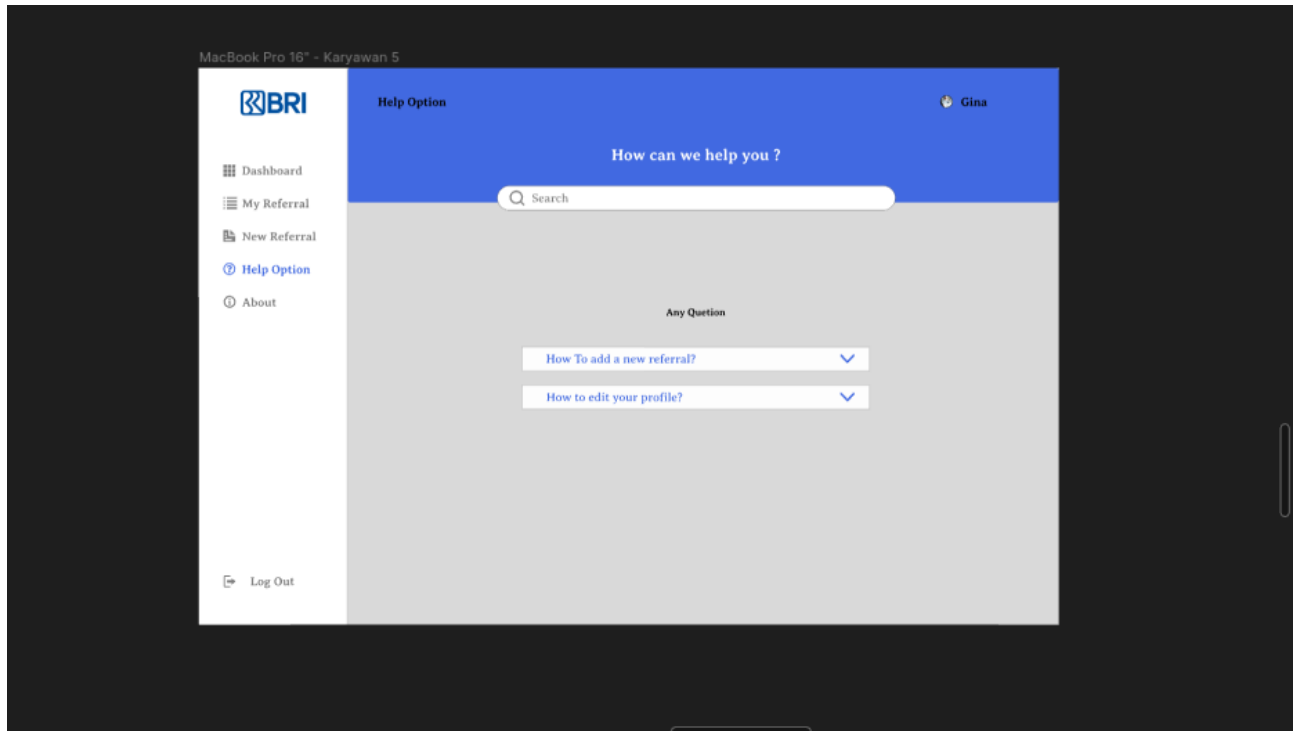 MacBook Pro 16" - Karyawan 5
BRI
Help Option
Gina
How can we help you ?
Search
Dashboard
My Referral
New Referral
Help Option
About
Log Out
Any Quetion
How To add a new referral?
How to edit your profile?